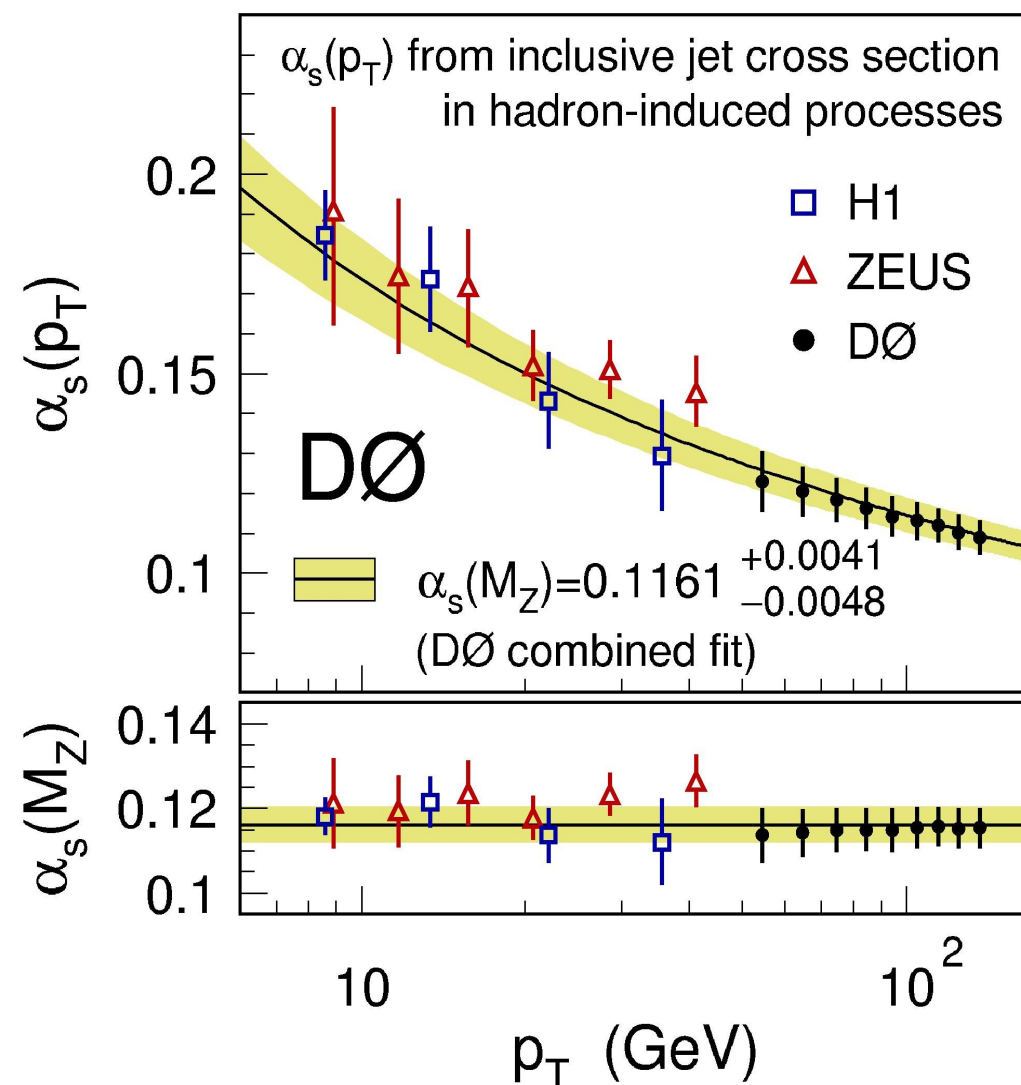 αs(pT) from inclusive jet cross section
in hadron-induced processes
H1
ZEUS
DØ
αs(pT)
0.2
0.15
0.1
DØ
αs(MZ)=0.1161 +0.0041
−0.0048
(DØ combined fit)
αs(MZ)
0.14
0.12
0.1
10
10²
pT (GeV)